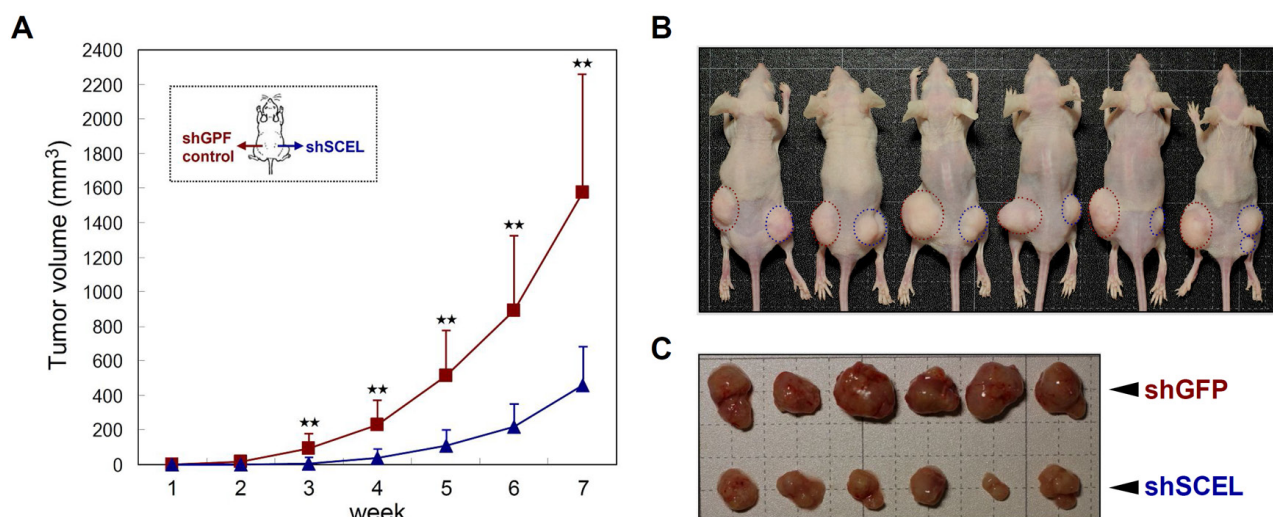 A
Tumor volume (mm³)
2400
2200
2000
1800
1600
1400
1200
1000
800
600
400
200
0
shGPF
control
shSCEL
★★
★★
★★
★★
★★
1 2 3 4 5 6 7
week
B
C
shGFP
shSCEL